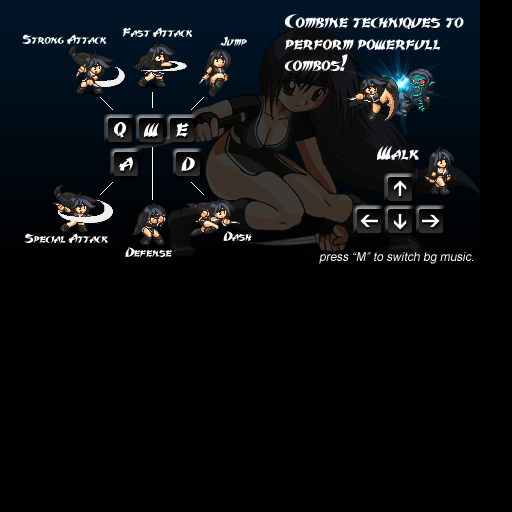 Strong Attack
Fast Attack
Jump
Combine techniques to
perform powerfull
combos!
Q W E
A D
Walk
↑
← ↓ →
Special Attack
Defense
Dash
press “M” to switch bg music.